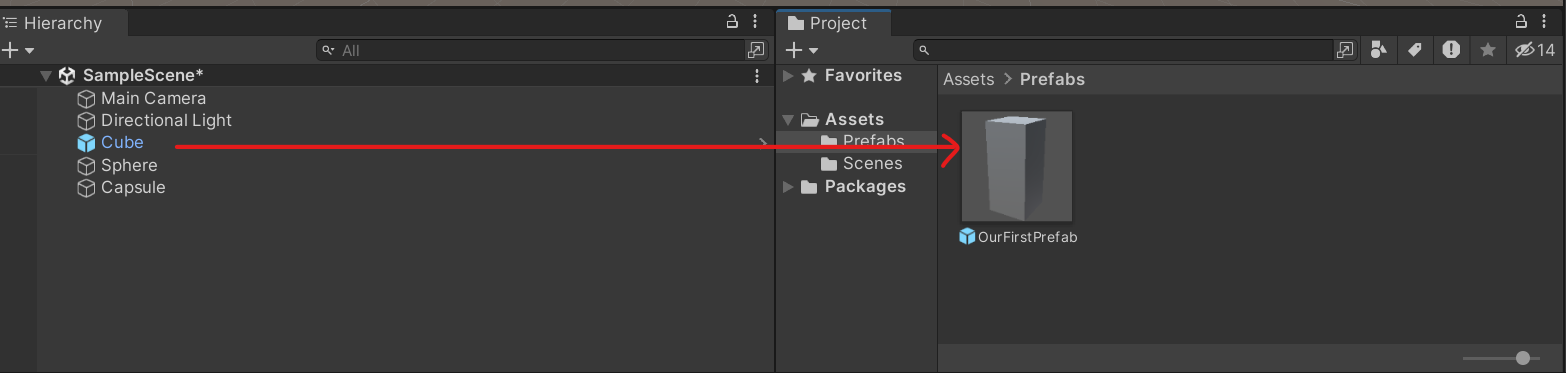 Hierarchy
All
SampleScene*
Main Camera
Directional Light
Cube
Sphere
Capsule
Project
14
Favorites
Assets
Prefabs
Scenes
Packages
Assets > Prefabs
OurFirstPrefab